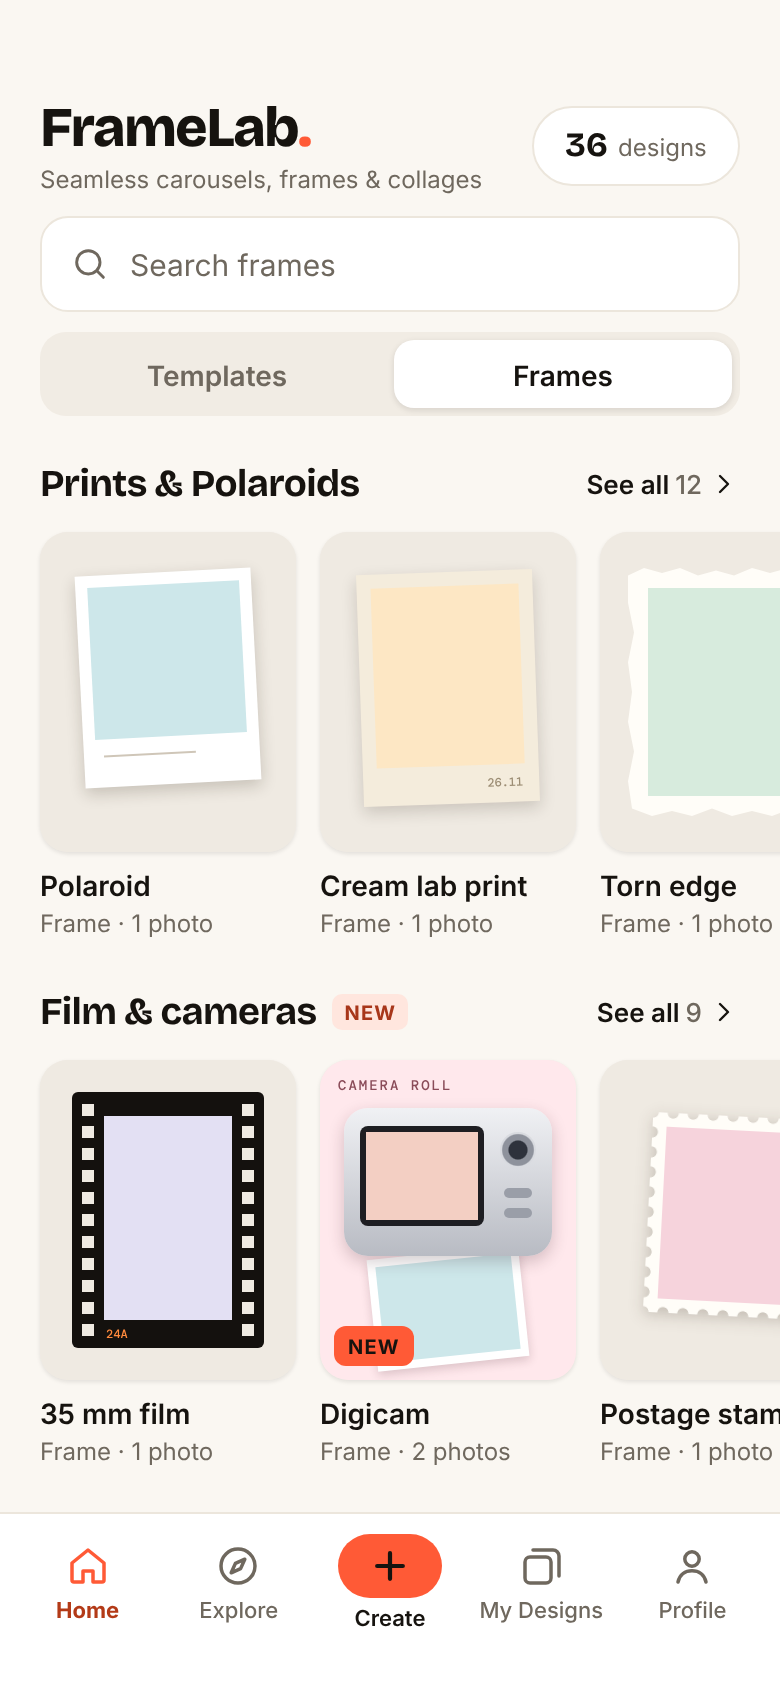 FrameLab.
Seamless carousels, frames & collages
36 designs
Search frames
Templates
Frames
Prints & Polaroids
See all 12
26.11
Polaroid
Frame · 1 photo
Cream lab print
Frame · 1 photo
Torn edge
Frame · 1 photo
Film & cameras
NEW
See all 9
24A
CAMERA ROLL
NEW
35 mm film
Frame · 1 photo
Digicam
Frame · 2 photos
Postage stam
Frame · 1 photo
Home
Explore
Create
My Designs
Profile